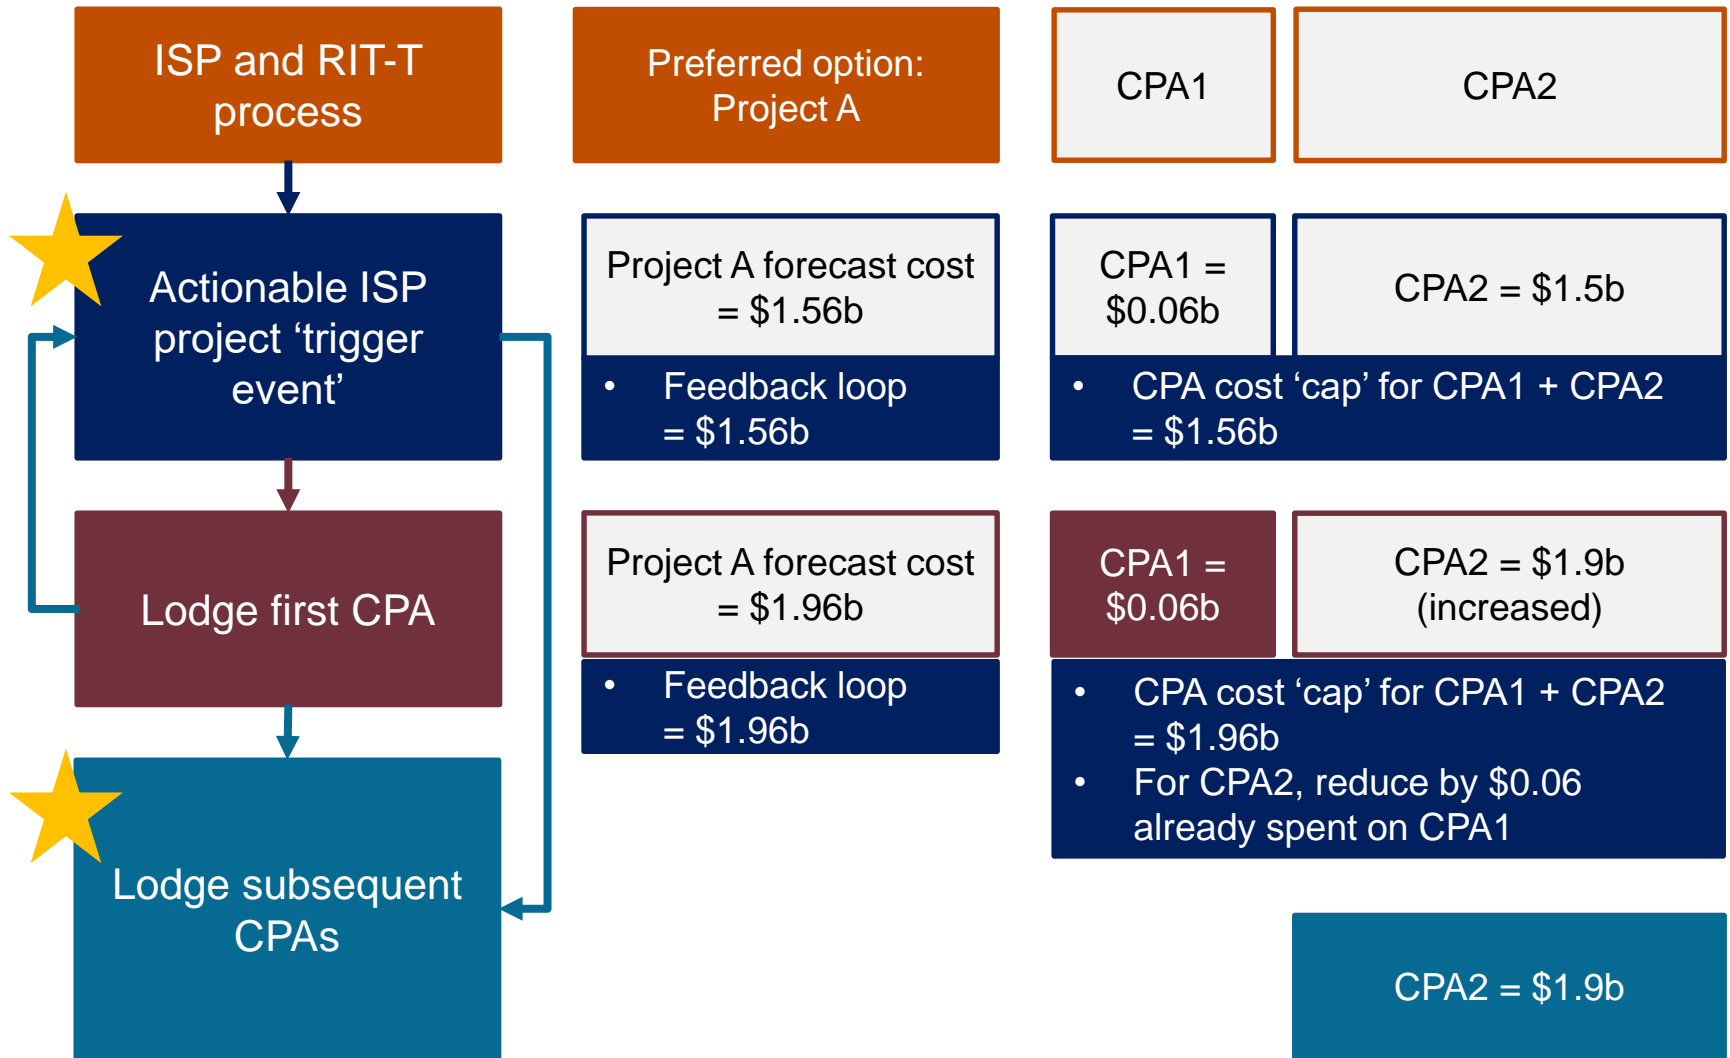 ISP and RIT-T
process
Preferred option:
Project A
CPA1
CPA2
Actionable ISP
project ‘trigger
event’
Project A forecast cost
= $1.56b
• Feedback loop
= $1.56b
CPA1 =
$0.06b
CPA2 = $1.5b
• CPA cost ‘cap’ for CPA1 + CPA2
= $1.56b
Lodge first CPA
Project A forecast cost
= $1.96b
• Feedback loop
= $1.96b
CPA1 =
$0.06b
CPA2 = $1.9b
(increased)
• CPA cost ‘cap’ for CPA1 + CPA2
= $1.96b
• For CPA2, reduce by $0.06
already spent on CPA1
Lodge subsequent
CPAs
CPA2 = $1.9b